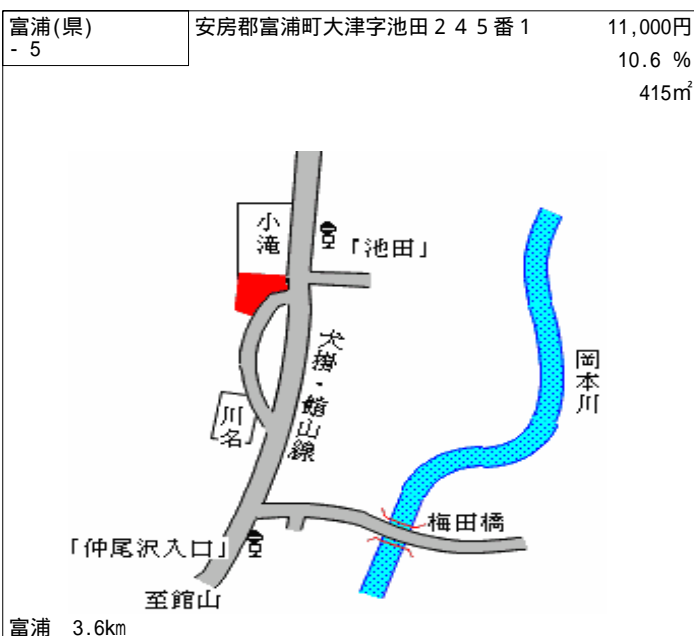 富浦(県)
- 5
安房郡富浦町大津字池田２４５番１
11,000円
10.6 %
415㎡
小滝
「池田」
犬掛・館山線
岡本川
川名
梅田橋
「仲尾沢入口」
至館山
富浦 3.6km